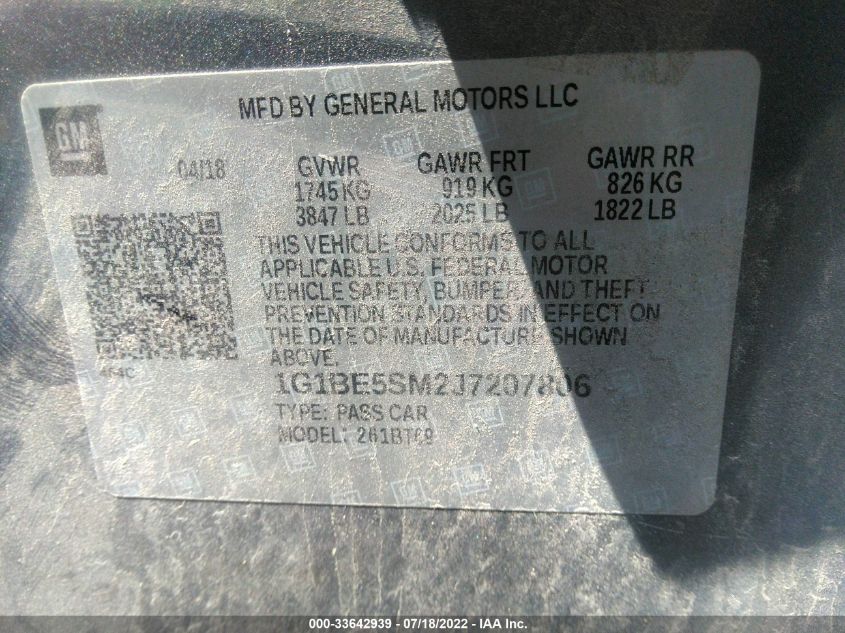 MFD BY GENERAL MOTORS LLC
GM
04/18 GVWR GAWR FRT GAWR RR
1745 KG 919 KG 826 KG
3847 LB 2025 LB 1822 LB
THIS VEHICLE CONFORMS TO ALL
APPLICABLE U.S. FEDERAL MOTOR
VEHICLE SAFETY, BUMPER, AND THEFT
PREVENTION STANDARDS IN EFFECT ON
THE DATE OF MANUFACTURE SHOWN
ABOVE.
464C
1G1BE5SM2J7207806
TYPE: PASS CAR
MODEL: 261BT69
000-33642939 / 07/18/2022 - IAA Inc.